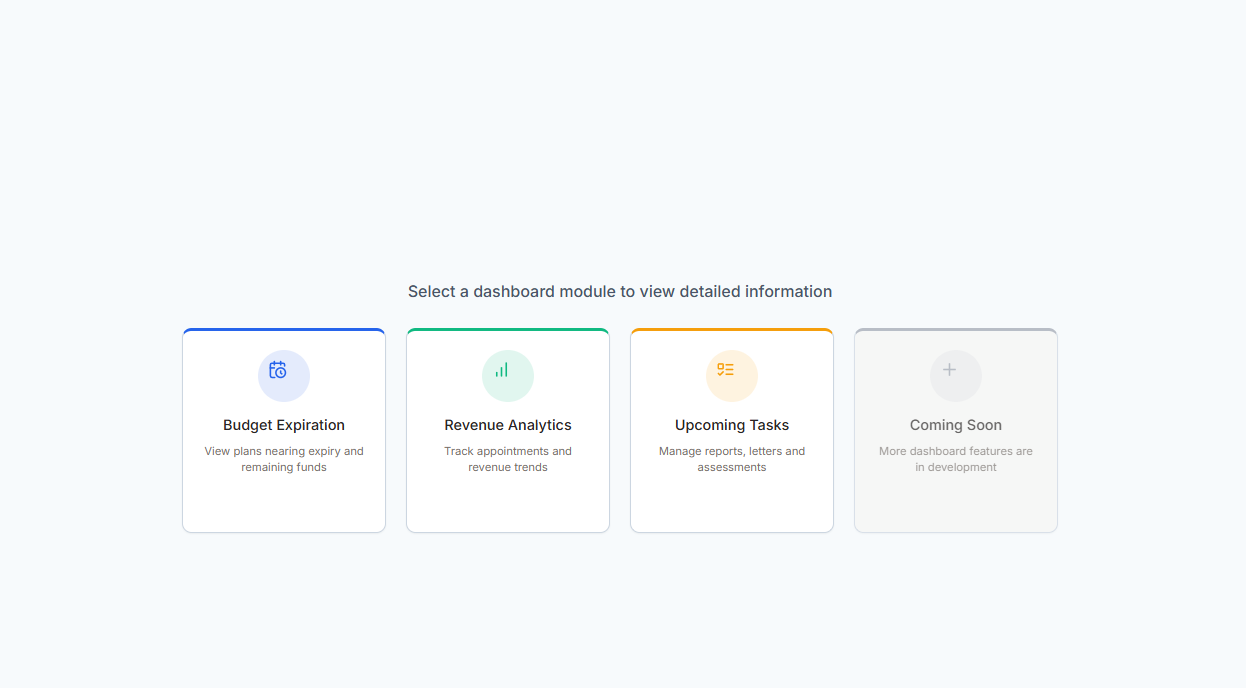 Select a dashboard module to view detailed information
Budget Expiration
View plans nearing expiry and
remaining funds
Revenue Analytics
Track appointments and
revenue trends
Upcoming Tasks
Manage reports, letters and
assessments
Coming Soon
More dashboard features are
in development